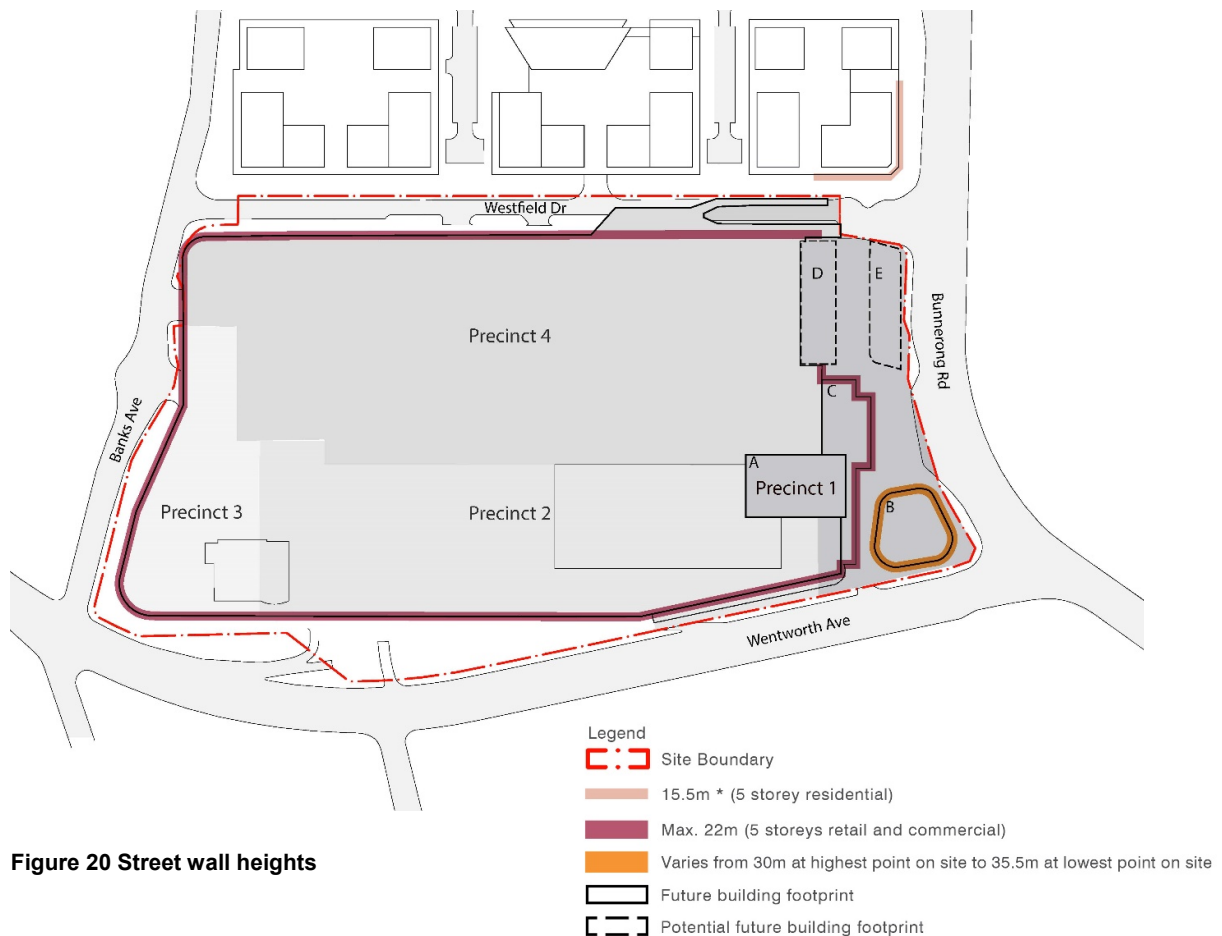 Westfield Dr
D
E
Bunnerong Rd
Precinct 4
C
Banks Ave
A
Precinct 1
B
Precinct 3
Precinct 2
Wentworth Ave
Legend
Site Boundary
15.5m * (5 storey residential)
Max. 22m (5 storeys retail and commercial)
Varies from 30m at highest point on site to 35.5m at lowest point on site
Future building footprint
Potential future building footprint
Figure 20 Street wall heights